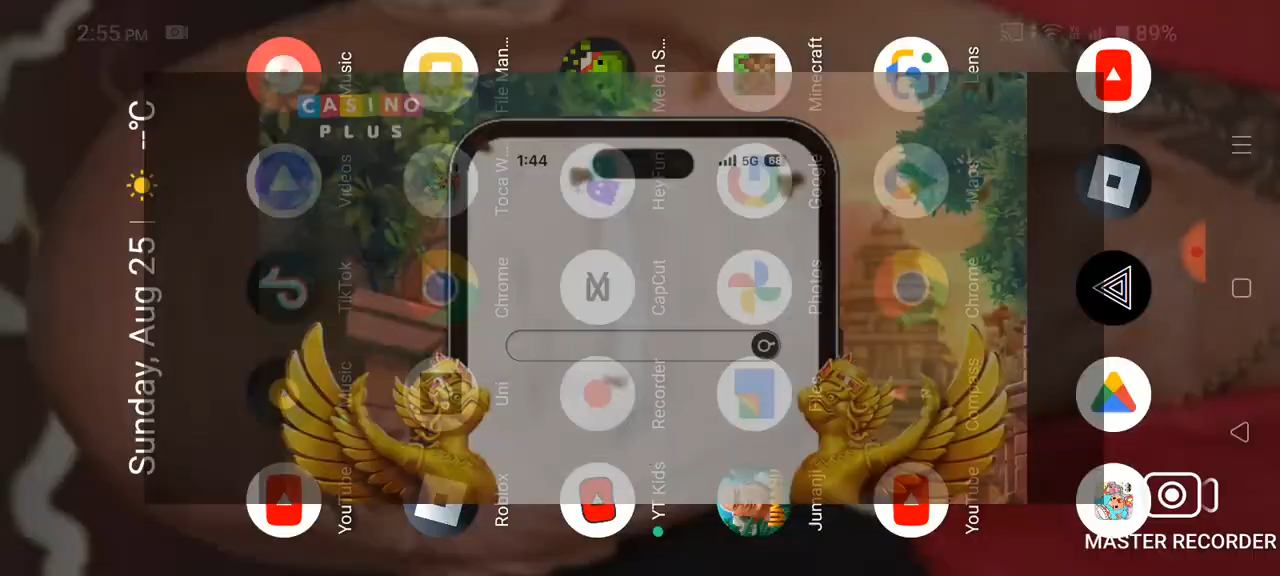 2:55 PM
89%
Sunday, Aug 25 | --°C
CASINO
PLUS
1:44
5G 68
Music
File Man...
Melon S...
Minecraft
Lens
Videos
Toca W...
HeyFun
Google
Maps
TikTok
Chrome
CapCut
Photos
Chrome
Music
Uni
Recorder
Files
Compass
YouTube
Roblox
YT Kids
Jumanji
YouTube
MASTER RECORDER